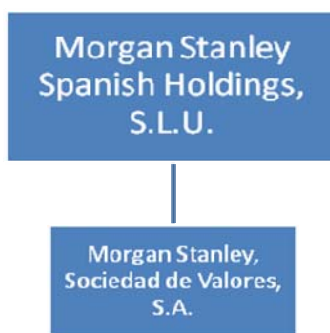 Morgan Stanley
Spanish Holdings,
S.L.U.
Morgan Stanley,
Sociedad de Valores,
S.A.